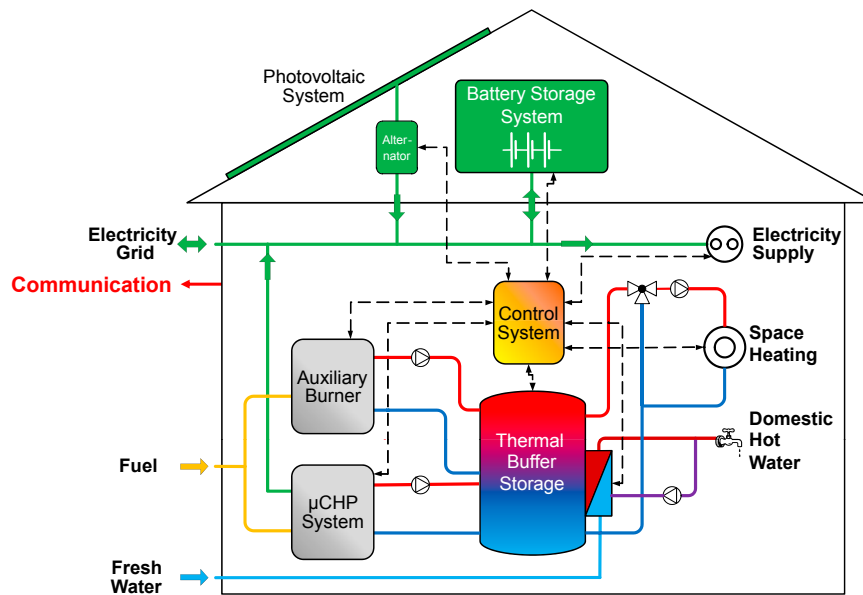 Photovoltaic
System
Battery Storage
System
Alter-
nator
Electricity
Grid
Electricity
Supply
Communication
Control
System
Space
Heating
Auxiliary
Burner
Domestic
Hot
Water
Thermal
Buffer
Storage
Fuel
µCHP
System
Fresh
Water